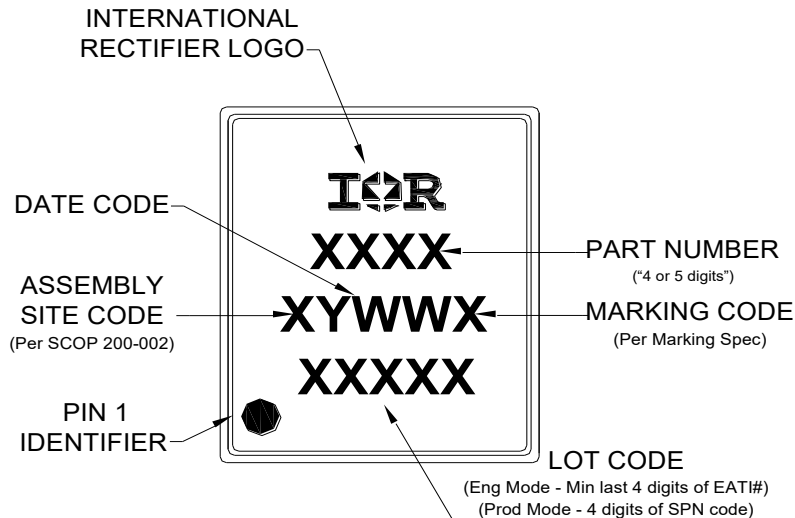 INTERNATIONAL
RECTIFIER LOGO
IOR
DATE CODE
XXXX
PART NUMBER
(“4 or 5 digits”)
ASSEMBLY
SITE CODE
(Per SCOP 200-002)
XYWWX
MARKING CODE
(Per Marking Spec)
XXXXX
PIN 1
IDENTIFIER
LOT CODE
(Eng Mode - Min last 4 digits of EATI#)
(Prod Mode - 4 digits of SPN code)